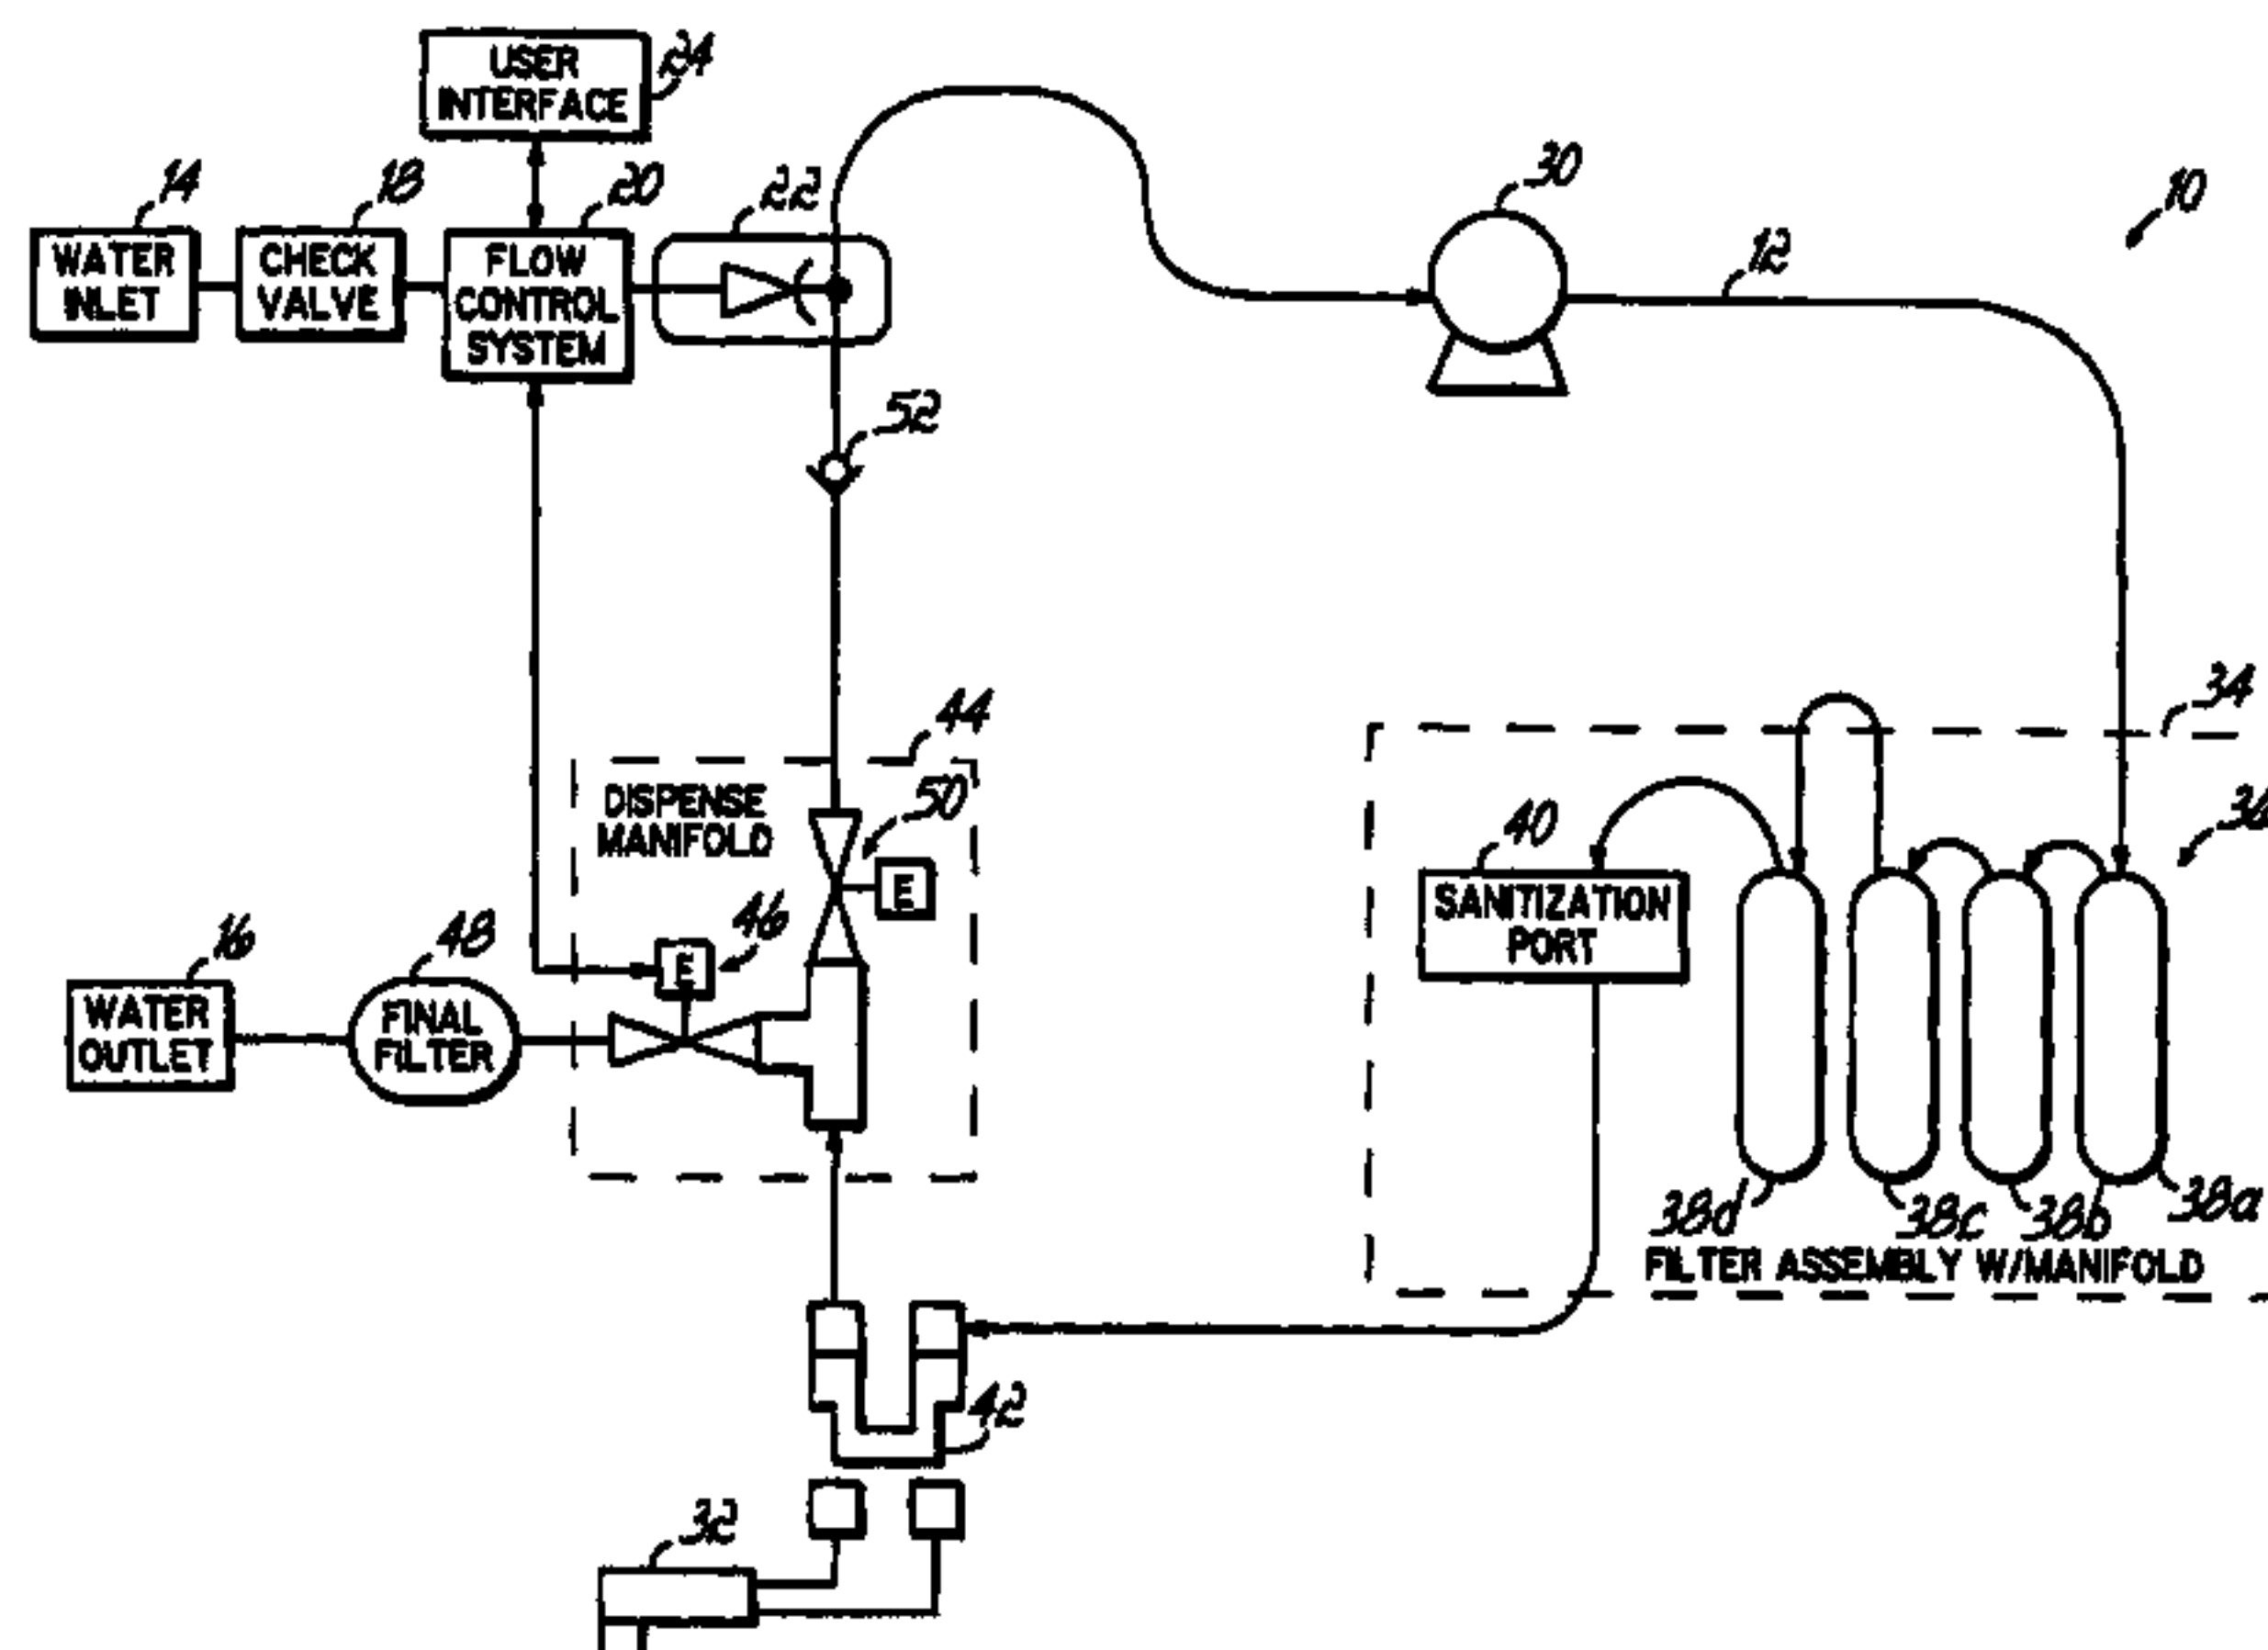 USER
INTERFACE
24
14
18
20
22
30
12
10
WATER
INLET
CHECK
VALVE
FLOW
CONTROL
SYSTEM
52
34
44
DISPENSE
MANIFOLD
50
E
40
SANITIZATION
PORT
16
48
46
E
WATER
OUTLET
FINAL
FILTER
38d
38c
38b
38a
FILTER ASSEMBLY W/MANIFOLD
42
32